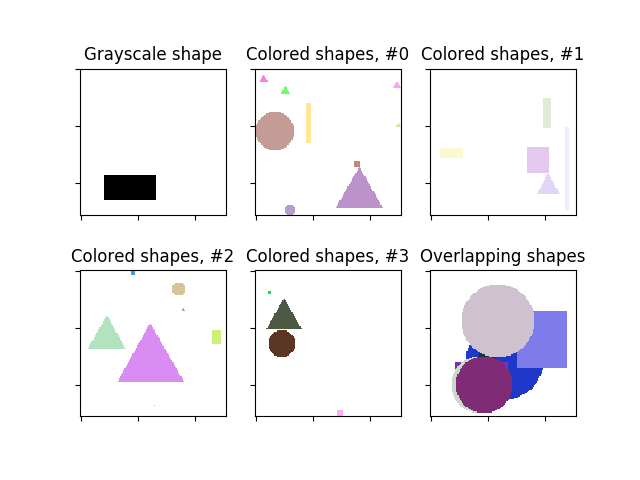 Grayscale shape
Colored shapes, #0
Colored shapes, #1
Colored shapes, #2
Colored shapes, #3
Overlapping shapes